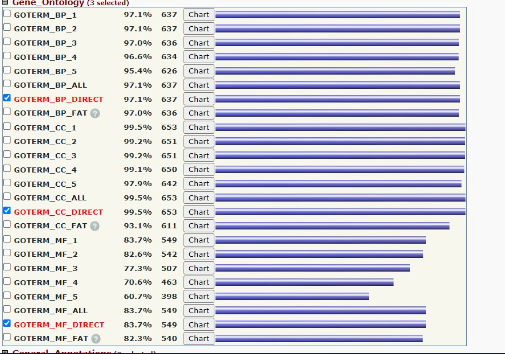 Gene_Ontology (3 selected)
GOTERM_BP_1 97.1% 637 Chart
GOTERM_BP_2 97.1% 637 Chart
GOTERM_BP_3 97.0% 636 Chart
GOTERM_BP_4 96.6% 634 Chart
GOTERM_BP_5 95.4% 626 Chart
GOTERM_BP_ALL 97.1% 637 Chart
GOTERM_BP_DIRECT 97.1% 637 Chart
GOTERM_BP_FAT ? 97.0% 636 Chart
GOTERM_CC_1 99.5% 653 Chart
GOTERM_CC_2 99.2% 651 Chart
GOTERM_CC_3 99.2% 651 Chart
GOTERM_CC_4 99.1% 650 Chart
GOTERM_CC_5 97.9% 642 Chart
GOTERM_CC_ALL 99.5% 653 Chart
GOTERM_CC_DIRECT 99.5% 653 Chart
GOTERM_CC_FAT ? 93.1% 611 Chart
GOTERM_MF_1 83.7% 549 Chart
GOTERM_MF_2 82.6% 542 Chart
GOTERM_MF_3 77.3% 507 Chart
GOTERM_MF_4 70.6% 463 Chart
GOTERM_MF_5 60.7% 398 Chart
GOTERM_MF_ALL 83.7% 549 Chart
GOTERM_MF_DIRECT 83.7% 549 Chart
GOTERM_MF_FAT ? 82.3% 540 Chart
General_Annotations